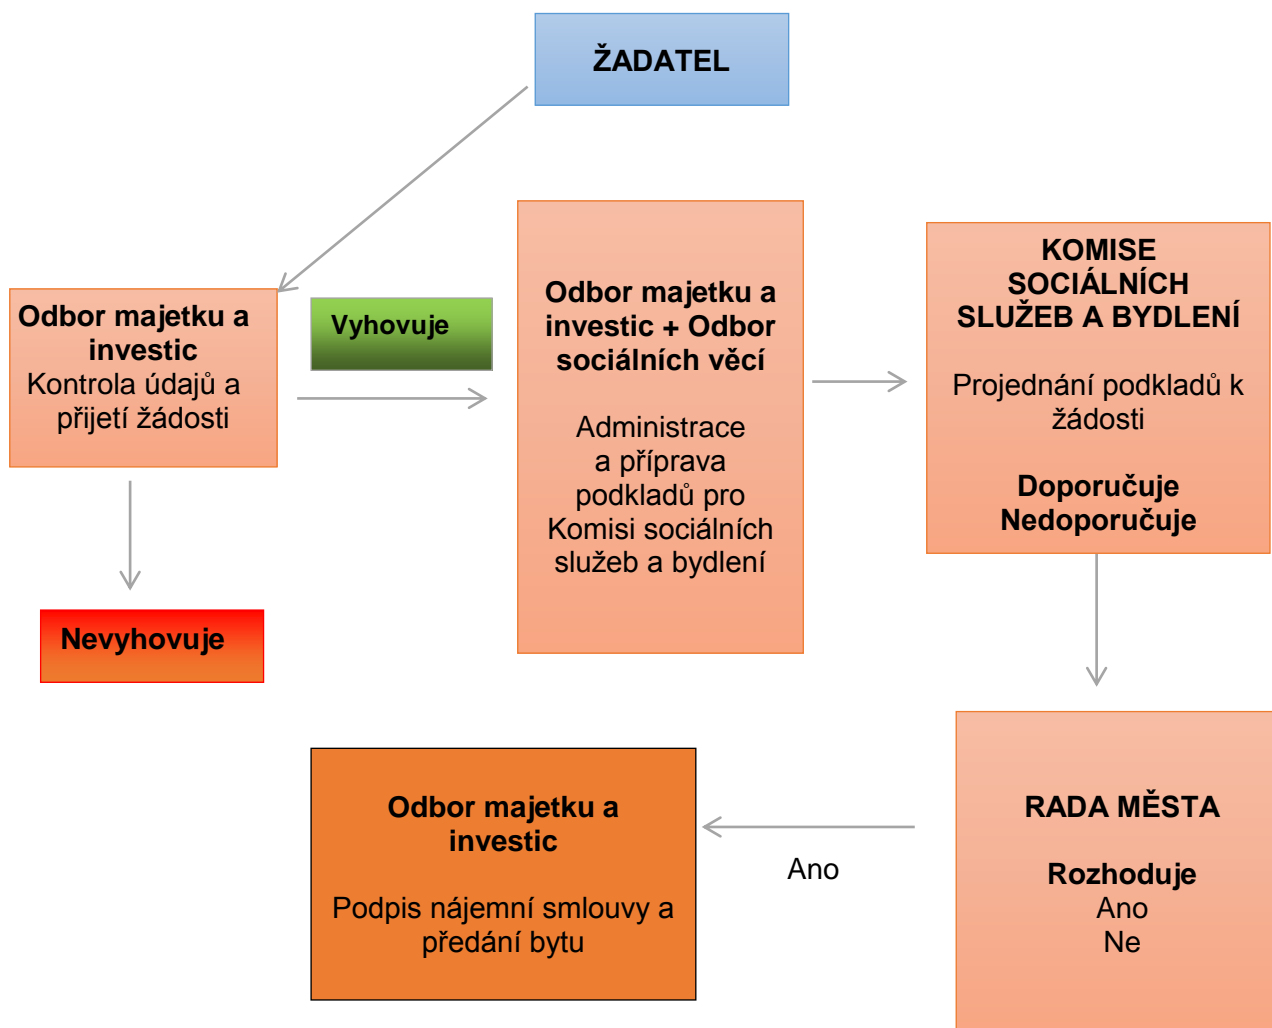 ŽADATEL
Odbor majetku a
investic
Kontrola údajů a
přijetí žádosti
Vyhovuje
Nevyhovuje
Odbor majetku a
investic + Odbor
sociálních věcí
Administrace
a příprava
podkladů pro
Komisi sociálních
služeb a bydlení
KOMISE
SOCIÁLNÍCH
SLUŽEB A BYDLENÍ
Projednání podkladů k
žádosti
Doporučuje
Nedoporučuje
RADA MĚSTA
Rozhoduje
Ano
Ne
Ano
Odbor majetku a
investic
Podpis nájemní smlouvy a
předání bytu